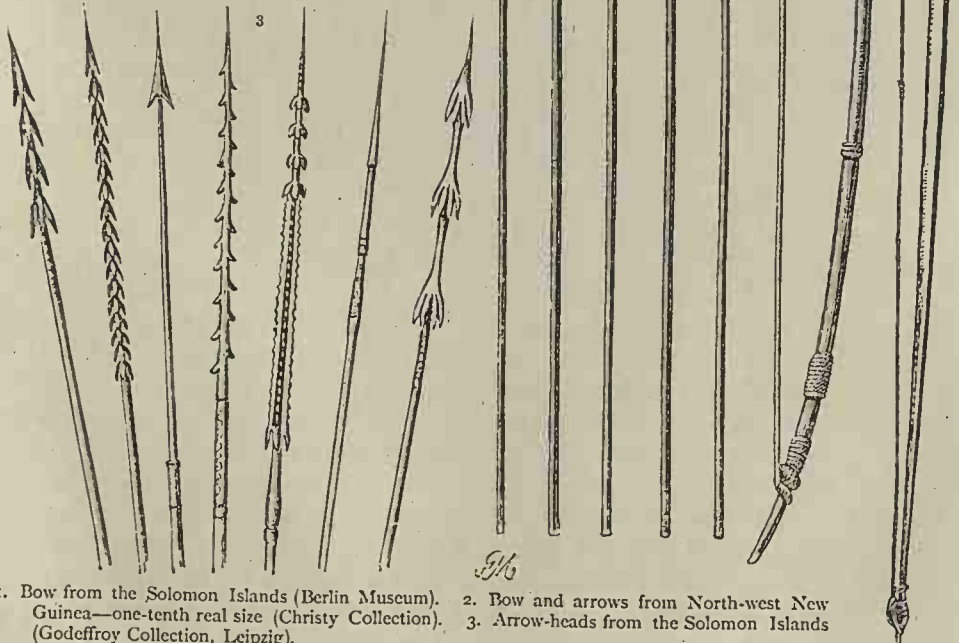 3
1. Bow from the Solomon Islands (Berlin Museum). 2. Bow and arrows from North-west New
Guinea—one-tenth real size (Christy Collection). 3. Arrow-heads from the Solomon Islands
(Godeffroy Collection, Leipzig).